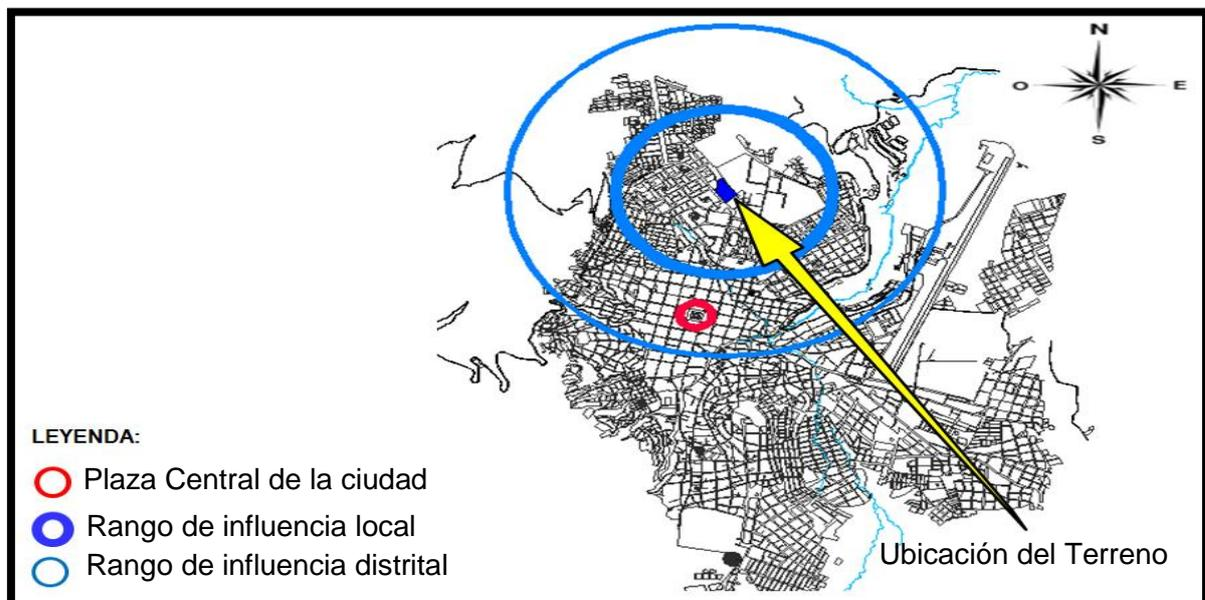 N
O
E
S
LEYENDA:
Plaza Central de la ciudad
Rango de influencia local
Rango de influencia distrital
Ubicación del Terreno